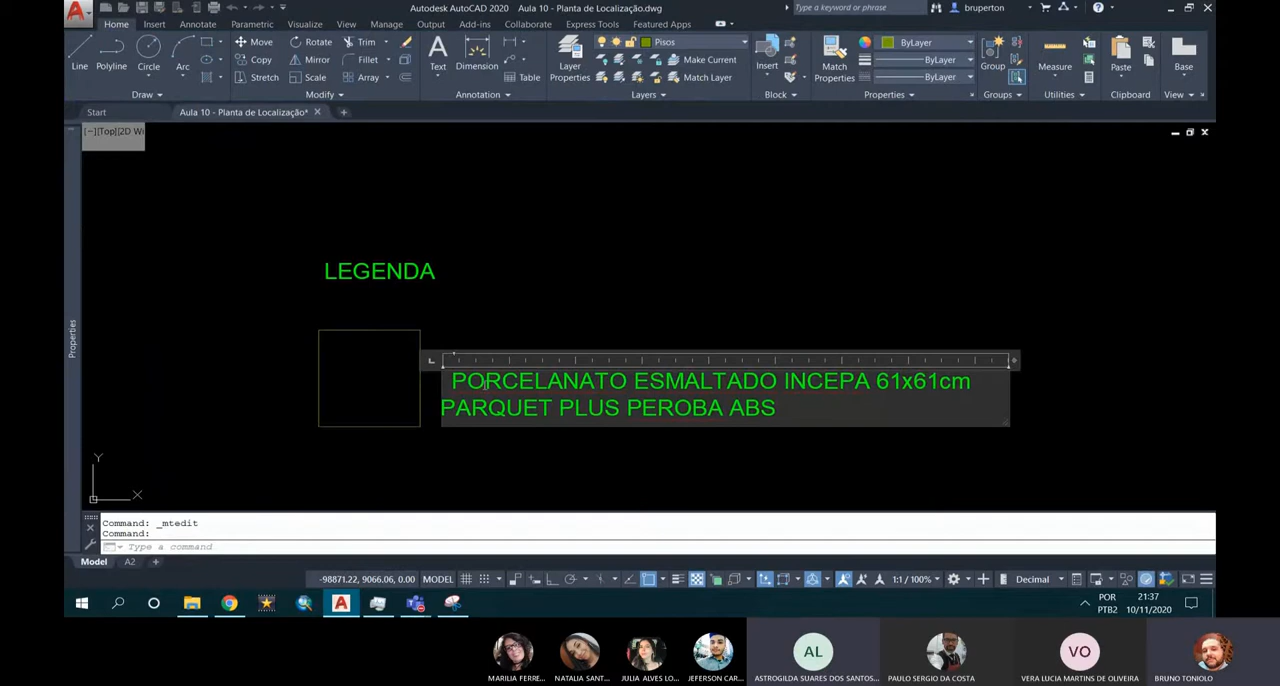 Autodesk AutoCAD 2020 Aula 10 - Planta de Localização.dwg
Type a keyword or phrase
bruperton
Home Insert Annotate Parametric Visualize View Manage Output Add-ins Collaborate Express Tools Featured Apps
Line Polyline Circle Arc
Move Rotate Trim
Copy Mirror Fillet
Stretch Scale Array
Text Dimension Table
Layer Properties
Pisos
Make Current
Match Layer
Insert
Match Properties
ByLayer
ByLayer
ByLayer
Group
Measure
Paste
Base
Draw Modify Annotation Layers Block Properties Groups Utilities Clipboard View
Start Aula 10 - Planta de Localização*
[−][Top][2D Wi
Properties
LEGENDA
PORCELANATO ESMALTADO INCEPA 61x61cm
PARQUET PLUS PEROBA ABS
Y
X
Command: _mtedit
Command:
Type a command
Model A2
-98871.22, 9066.06, 0.00 MODEL 1:1 / 100% Decimal
POR 21:37
PTB2 10/11/2020
AL VO
MARILIA FERRE... NATALIA SANT... JULIA ALVES LO... JEFERSON CAR... ASTROGILDA SUARES DOS SANTOS... PAULO SERGIO DA COSTA VERA LUCIA MARTINS DE OLIVEIRA BRUNO TONIOLO